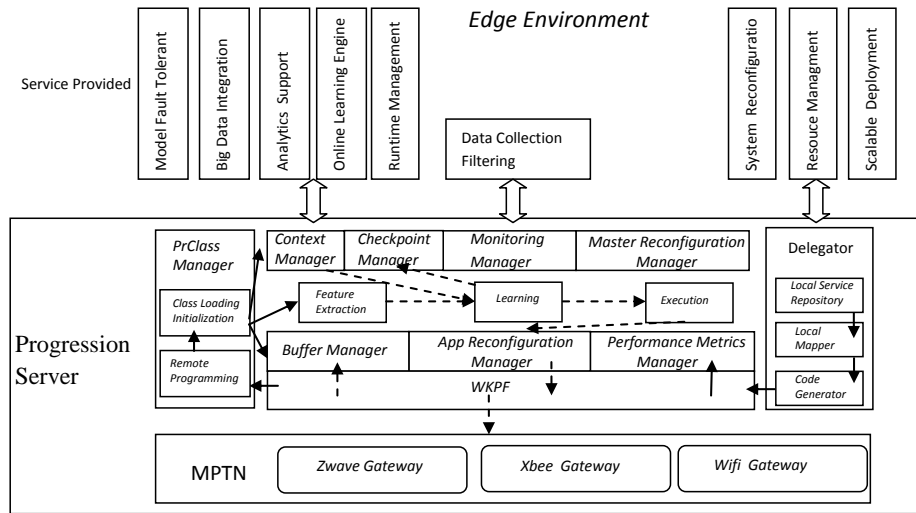 Edge Environment
Service Provided
Model Fault Tolerant
Big Data Integration
Analytics Support
Online Learning Engine
Runtime Management
Data Collection
Filtering
System Reconfiguratio
Resouce Managment
Scalable Deployment
Progression
Server
PrClass
Manager
Class Loading
Initialization
Remote
Programming
Context
Manager
Checkpoint
Manager
Monitoring
Manager
Master Reconfiguration
Manager
Feature
Extraction
Learning
Execution
Buffer Manager
App Reconfiguration
Manager
Performance Metrics
Manager
WKPF
Delegator
Local Service
Repository
Local
Mapper
Code
Generator
MPTN
Zwave Gateway
Xbee Gateway
Wifi Gateway